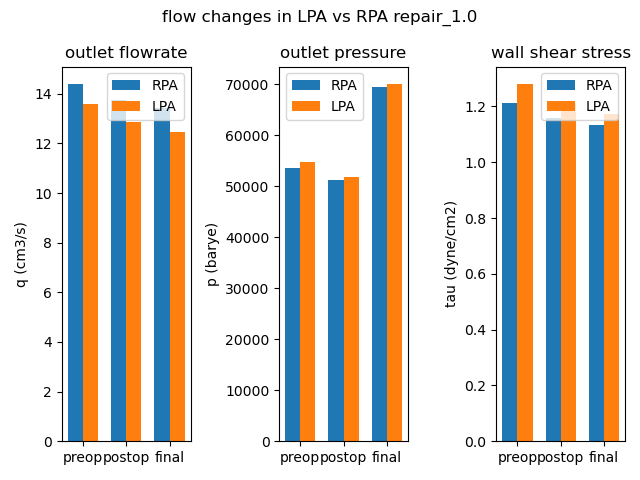 flow changes in LPA vs RPA repair_1.0
outlet flowrate
outlet pressure
wall shear stress
q (cm3/s)
14
12
10
8
6
4
2
0
RPA
LPA
preop
postop
final
p (barye)
70000
60000
50000
40000
30000
20000
10000
0
RPA
LPA
preop
postop
final
tau (dyne/cm2)
1.2
1.0
0.8
0.6
0.4
0.2
0.0
RPA
LPA
preop
postop
final